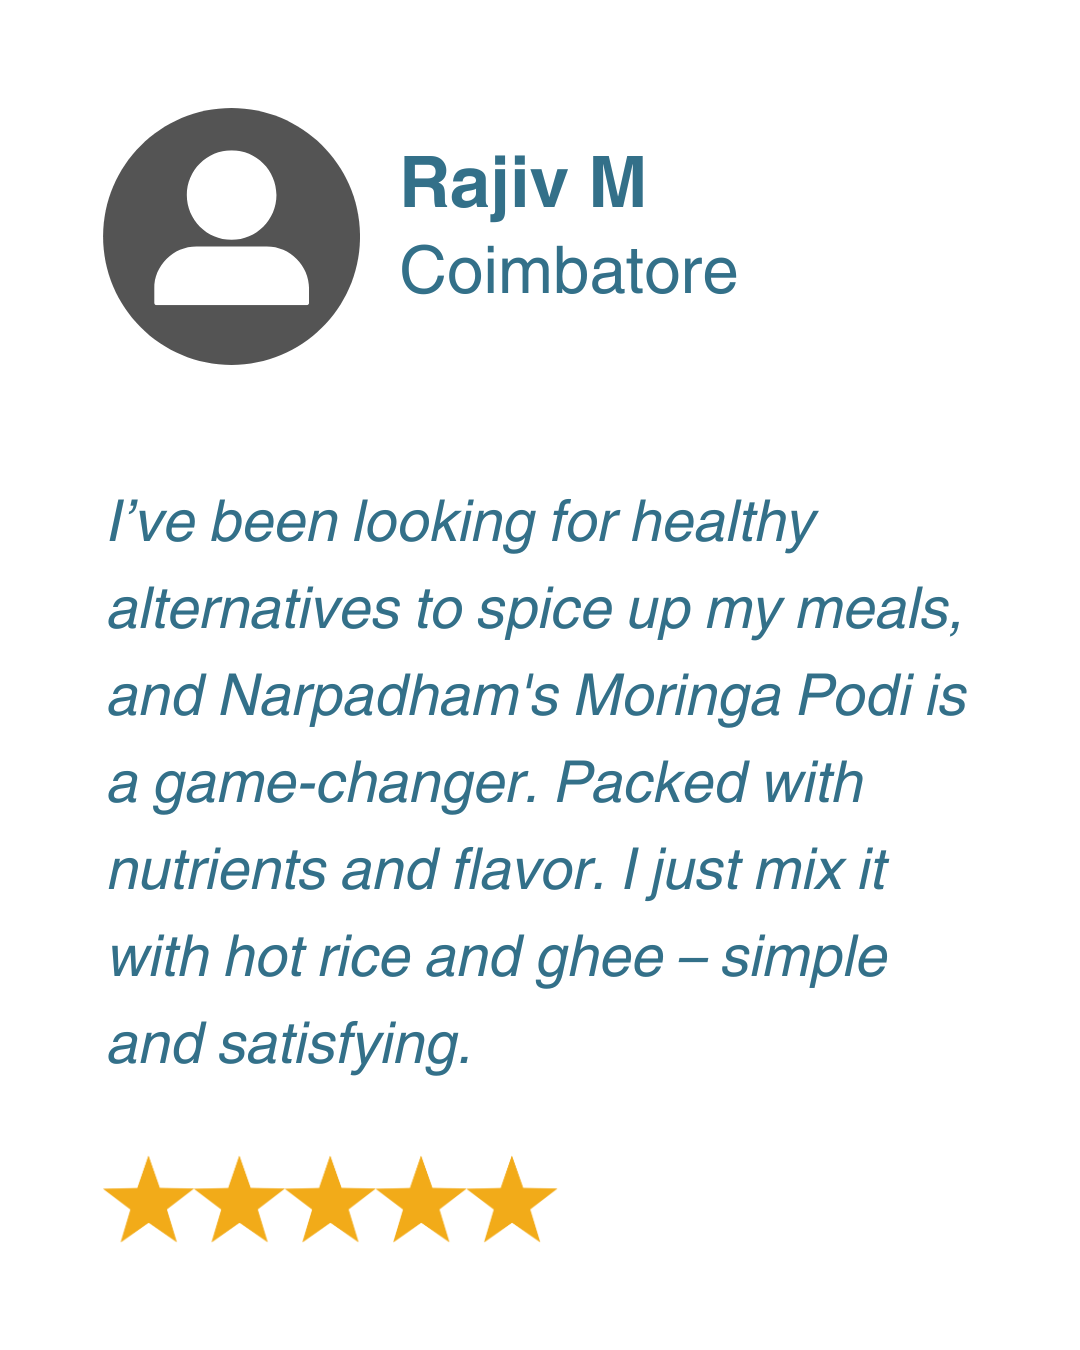 Rajiv M
Coimbatore
I’ve been looking for healthy
alternatives to spice up my meals,
and Narpadham's Moringa Podi is
a game-changer. Packed with
nutrients and flavor. I just mix it
with hot rice and ghee – simple
and satisfying.